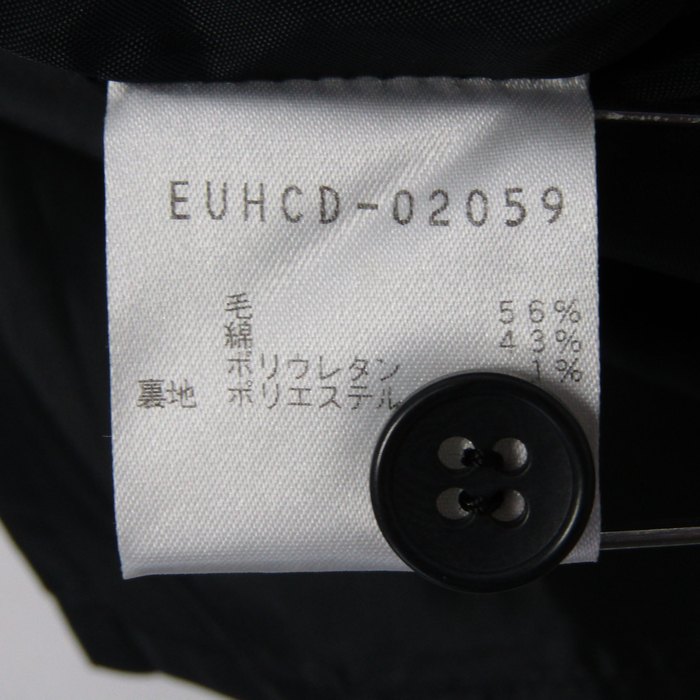 EUHCD-02059
毛 56%
綿 43%
ポリウレタン 1%
裏地 ポリエステル